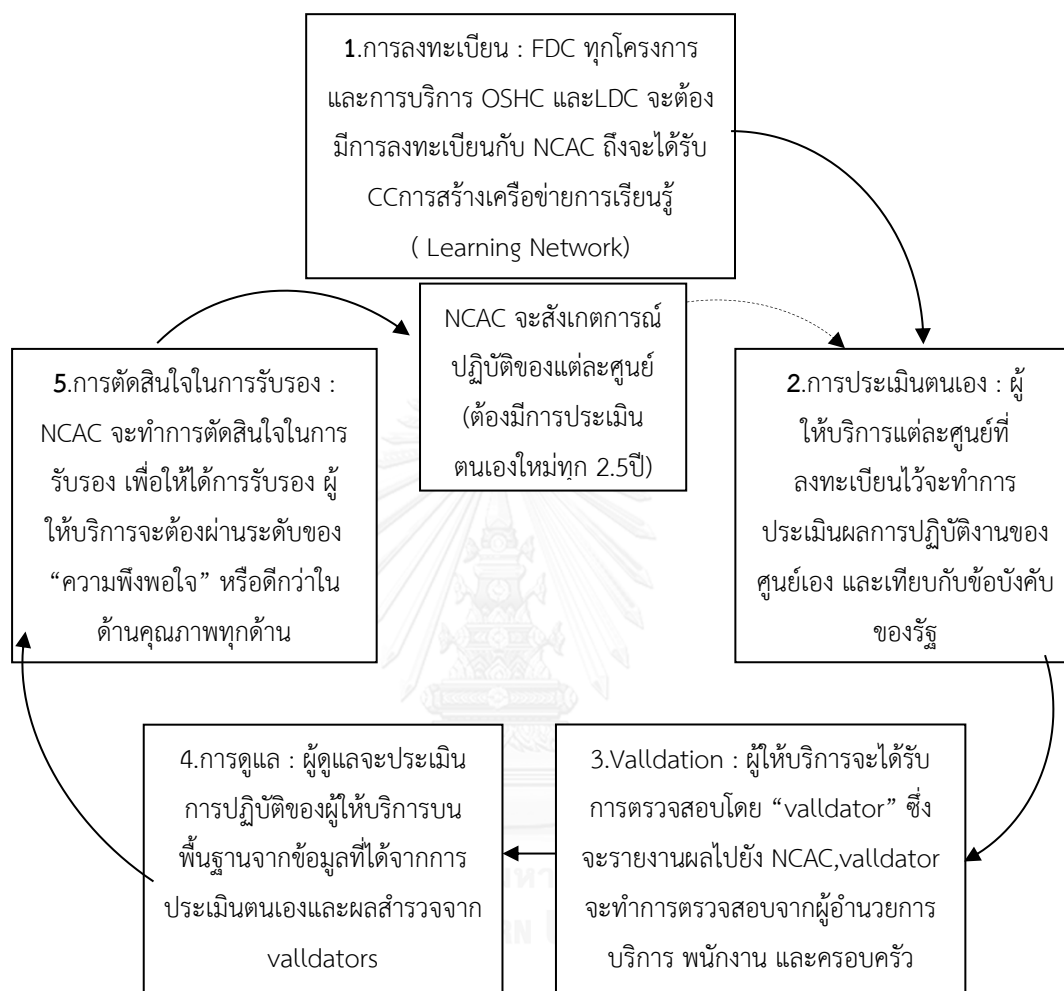 1.การลงทะเบียน : FDC ทุกโครงการ
และการบริการ OSHC และLDC จะต้อง
มีการลงทะเบียนกับ NCAC ถึงจะได้รับ
CCการสร้างเครือข่ายการเรียนรู้
( Learning Network)
NCAC จะสังเกตการณ์
ปฏิบัติของแต่ละศูนย์
(ต้องมีการประเมิน
ตนเองใหม่ทุก 2.5ปี)
2.การประเมินตนเอง : ผู้
ให้บริการแต่ละศูนย์ที่
ลงทะเบียนไว้จะทำการ
ประเมินผลการปฏิบัติงานของ
ศูนย์เอง และเทียบกับข้อบังคับ
ของรัฐ
3.Valldation : ผู้ให้บริการจะได้รับ
การตรวจสอบโดย “valldator” ซึ่ง
จะรายงานผลไปยัง NCAC,valldator
จะทำการตรวจสอบจากผู้อำนวยการ
บริการ พนักงาน และครอบครัว
4.การดูแล : ผู้ดูแลจะประเมิน
การปฏิบัติของผู้ให้บริการบน
พื้นฐานจากข้อมูลที่ได้จากการ
ประเมินตนเองและผลสำรวจจาก
valldators
5.การตัดสินใจในการรับรอง :
NCAC จะทำการตัดสินใจในการ
รับรอง เพื่อให้ได้การรับรอง ผู้
ให้บริการจะต้องผ่านระดับของ
“ความพึงพอใจ” หรือดีกว่าใน
ด้านคุณภาพทุกด้าน